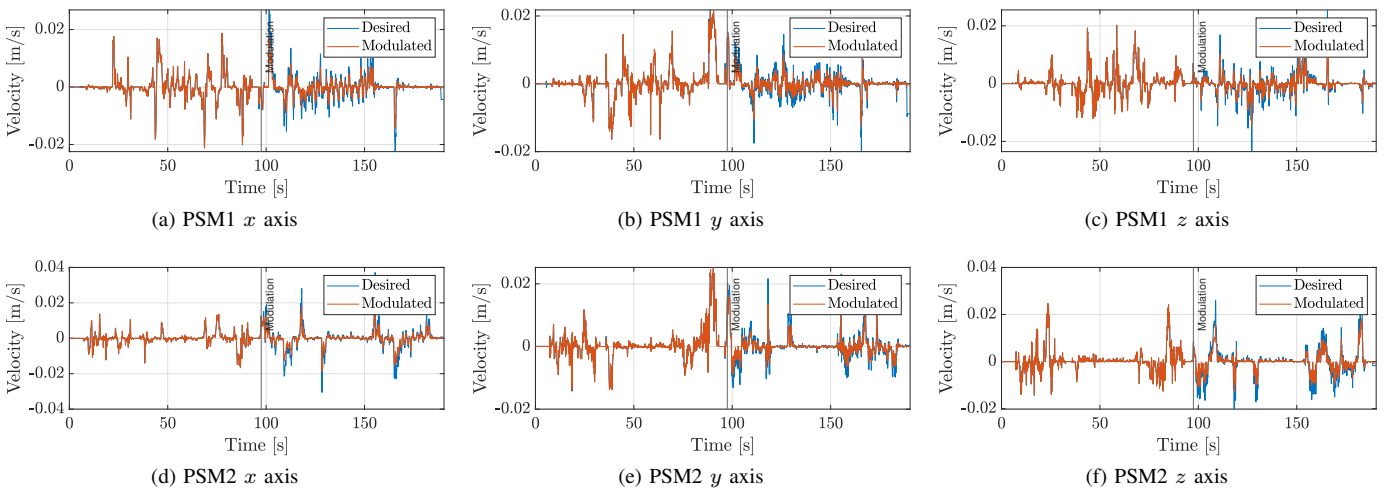 0.02
0
-0.02
Velocity [m/s]
0 50 100 150
Time [s]
Modulation
Desired
Modulated
(a) PSM1 x axis
0.02
0
-0.02
Velocity [m/s]
0 50 100 150
Time [s]
Modulation
Desired
Modulated
(b) PSM1 y axis
0.02
0
-0.02
Velocity [m/s]
0 50 100 150
Time [s]
Modulation
Desired
Modulated
(c) PSM1 z axis
0.04
0.02
0
-0.02
-0.04
Velocity [m/s]
0 50 100 150
Time [s]
Modulation
Desired
Modulated
(d) PSM2 x axis
0.02
0
-0.02
Velocity [m/s]
0 50 100 150
Time [s]
Modulation
Desired
Modulated
(e) PSM2 y axis
0.04
0.02
0
-0.02
Velocity [m/s]
0 50 100 150
Time [s]
Modulation
Desired
Modulated
(f) PSM2 z axis